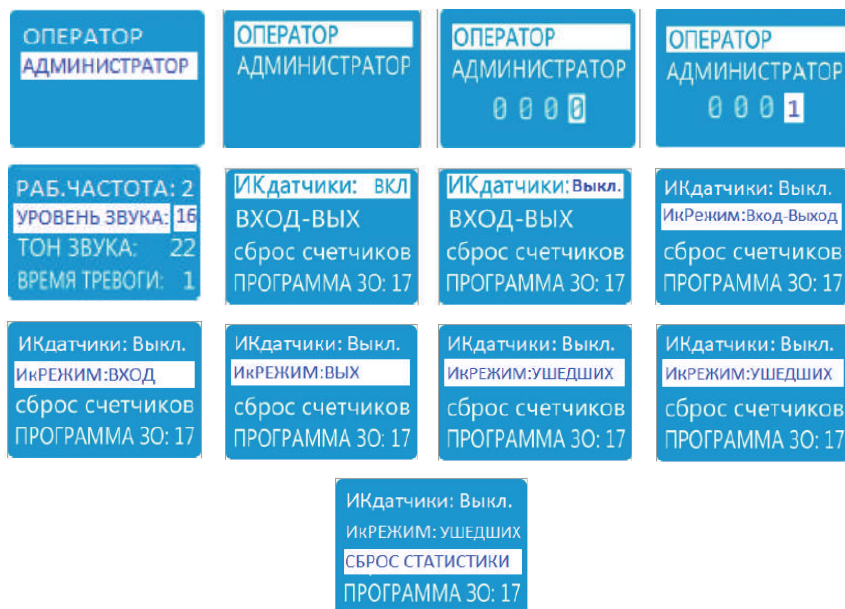 ОПЕРАТОР
АДМИНИСТРАТОР
ОПЕРАТОР
АДМИНИСТРАТОР
ОПЕРАТОР
АДМИНИСТРАТОР
0 0 0 0
ОПЕРАТОР
АДМИНИСТРАТОР
0 0 0 1
РАБ.ЧАСТОТА: 2
УРОВЕНЬ ЗВУКА: 16
ТОН ЗВУКА: 22
ВРЕМЯ ТРЕВОГИ: 1
ИКдатчики: ВКЛ
ВХОД-ВЫХ
сброс счетчиков
ПРОГРАММА ЗО: 17
ИКдатчики: Выкл.
ВХОД-ВЫХ
сброс счетчиков
ПРОГРАММА ЗО: 17
ИКдатчики: Выкл.
ИкРежим:Вход-Выход
сброс счетчиков
ПРОГРАММА ЗО: 17
ИКдатчики: Выкл.
ИкРЕЖИМ:ВХОД
сброс счетчиков
ПРОГРАММА ЗО: 17
ИКдатчики: Выкл.
ИкРЕЖИМ:ВЫХ
сброс счетчиков
ПРОГРАММА ЗО: 17
ИКдатчики: Выкл.
ИкРЕЖИМ:УШЕДШИХ
сброс счетчиков
ПРОГРАММА ЗО: 17
ИКдатчики: Выкл.
ИкРЕЖИМ:УШЕДШИХ
сброс счетчиков
ПРОГРАММА ЗО: 17
ИКдатчики: Выкл.
ИкРЕЖИМ: УШЕДШИХ
СБРОС СТАТИСТИКИ
ПРОГРАММА ЗО: 17